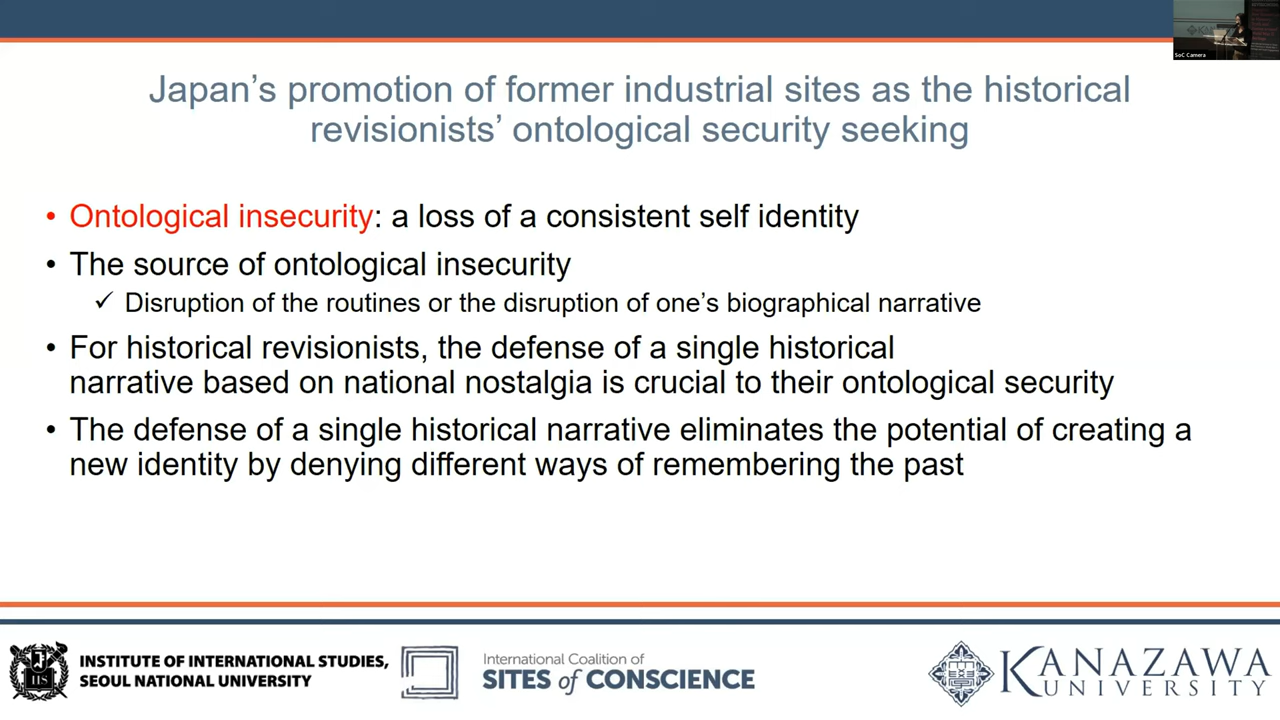 SoC Camera
Japan’s promotion of former industrial sites as the historical
revisionists’ ontological security seeking
• Ontological insecurity: a loss of a consistent self identity
• The source of ontological insecurity
✓ Disruption of the routines or the disruption of one’s biographical narrative
• For historical revisionists, the defense of a single historical
narrative based on national nostalgia is crucial to their ontological security
• The defense of a single historical narrative eliminates the potential of creating a
new identity by denying different ways of remembering the past
INSTITUTE OF INTERNATIONAL STUDIES,
SEOUL NATIONAL UNIVERSITY
International Coalition of
SITES of CONSCIENCE
KANAZAWA
UNIVERSITY